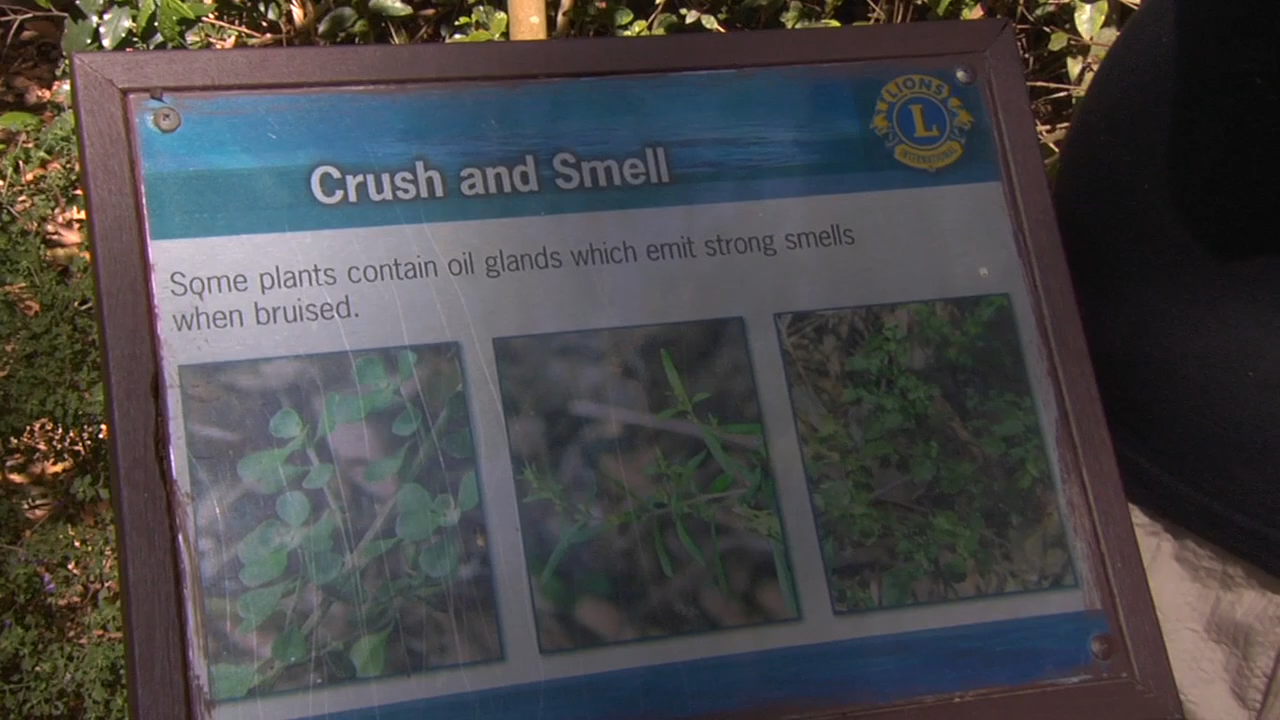 LIONS
L
INTERNATIONAL
Crush and Smell
Some plants contain oil glands which emit strong smells
when bruised.